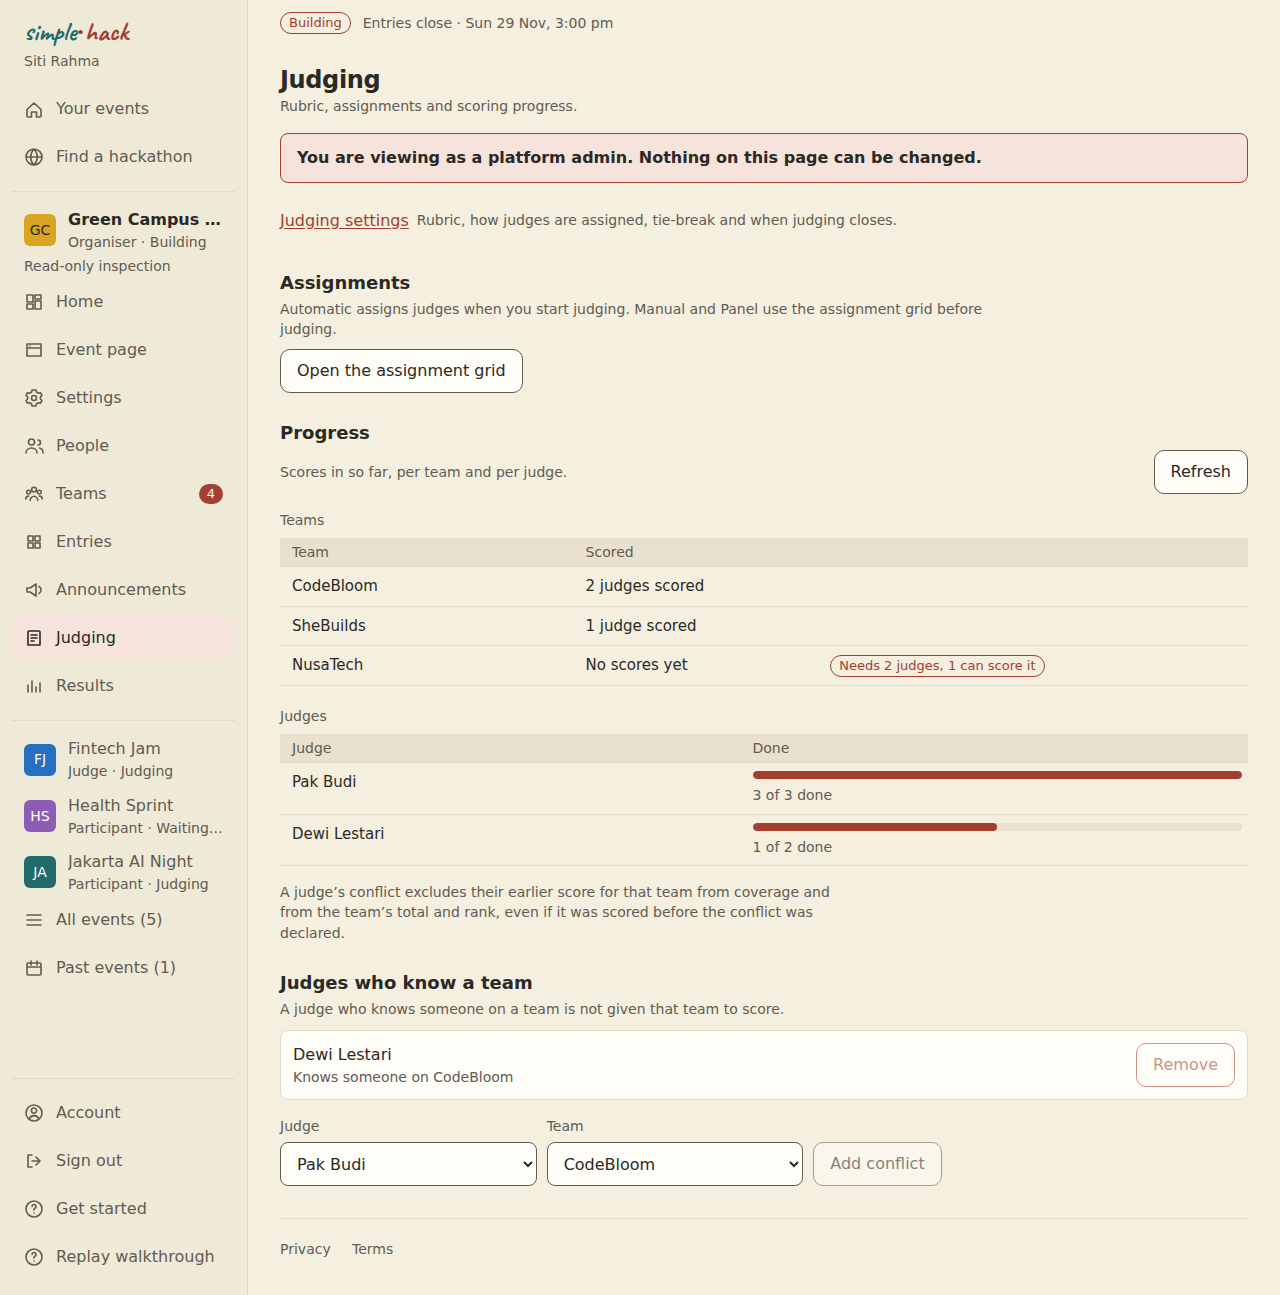 simple·hack
Siti Rahma
Your events
Find a hackathon
GC
Green Campus …
Organiser · Building
Read-only inspection
Home
Event page
Settings
People
Teams
4
Entries
Announcements
Judging
Results
FJ
Fintech Jam
Judge · Judging
HS
Health Sprint
Participant · Waiting…
JA
Jakarta AI Night
Participant · Judging
All events (5)
Past events (1)
Account
Sign out
Get started
Replay walkthrough
Building
Entries close · Sun 29 Nov, 3:00 pm
Judging
Rubric, assignments and scoring progress.
You are viewing as a platform admin. Nothing on this page can be changed.
Judging settings Rubric, how judges are assigned, tie-break and when judging closes.
Assignments
Automatic assigns judges when you start judging. Manual and Panel use the assignment grid before
judging.
Open the assignment grid
Progress
Scores in so far, per team and per judge.
Refresh
Teams
Team Scored
CodeBloom 2 judges scored
SheBuilds 1 judge scored
NusaTech No scores yet Needs 2 judges, 1 can score it
Judges
Judge Done
Pak Budi
3 of 3 done
Dewi Lestari
1 of 2 done
A judge’s conflict excludes their earlier score for that team from coverage and
from the team’s total and rank, even if it was scored before the conflict was
declared.
Judges who know a team
A judge who knows someone on a team is not given that team to score.
Dewi Lestari
Knows someone on CodeBloom
Remove
Judge Team
Pak Budi CodeBloom Add conflict
Privacy Terms